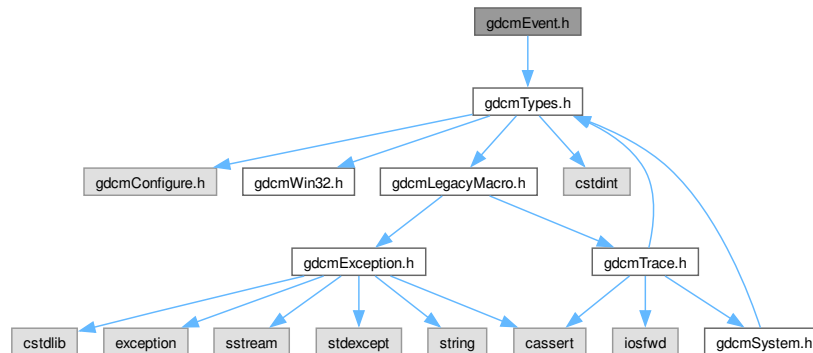 gdcmEvent.h
gdcmTypes.h
gdcmConfigure.h
gdcmWin32.h
gdcmLegacyMacro.h
cstdint
gdcmException.h
gdcmTrace.h
cstdlib
exception
sstream
stdexcept
string
cassert
iosfwd
gdcmSystem.h